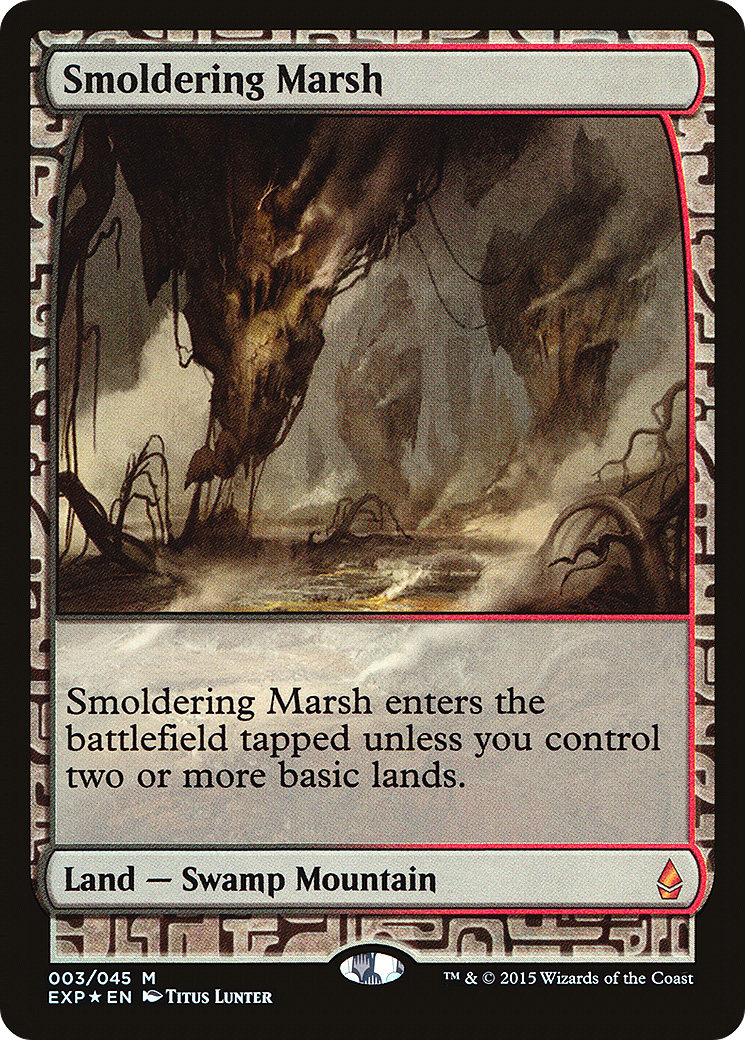 Smoldering Marsh
Smoldering Marsh enters the
battlefield tapped unless you control
two or more basic lands.
Land — Swamp Mountain
003/045 M
EXP★EN Titus Lunter
™ & © 2015 Wizards of the Coast